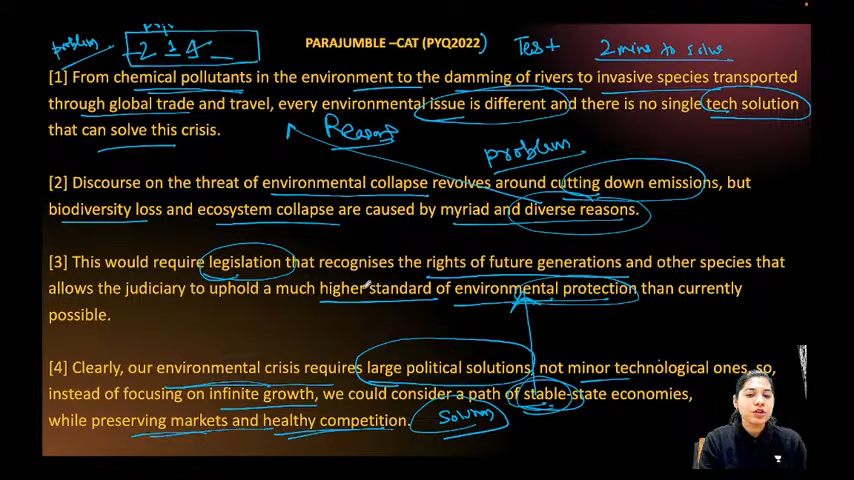 problem
2 1 4 _
PARAJUMBLE –CAT (PYQ2022)
Test
2 mins to solve
[1] From chemical pollutants in the environment to the damming of rivers to invasive species transported
through global trade and travel, every environmental issue is different and there is no single tech solution
that can solve this crisis.
Reasons
problem
[2] Discourse on the threat of environmental collapse revolves around cutting down emissions, but
biodiversity loss and ecosystem collapse are caused by myriad and diverse reasons.
[3] This would require legislation that recognises the rights of future generations and other species that
allows the judiciary to uphold a much higher standard of environmental protection than currently
possible.
[4] Clearly, our environmental crisis requires large political solutions, not minor technological ones, so,
instead of focusing on infinite growth, we could consider a path of stable-state economies,
while preserving markets and healthy competition.
Solution